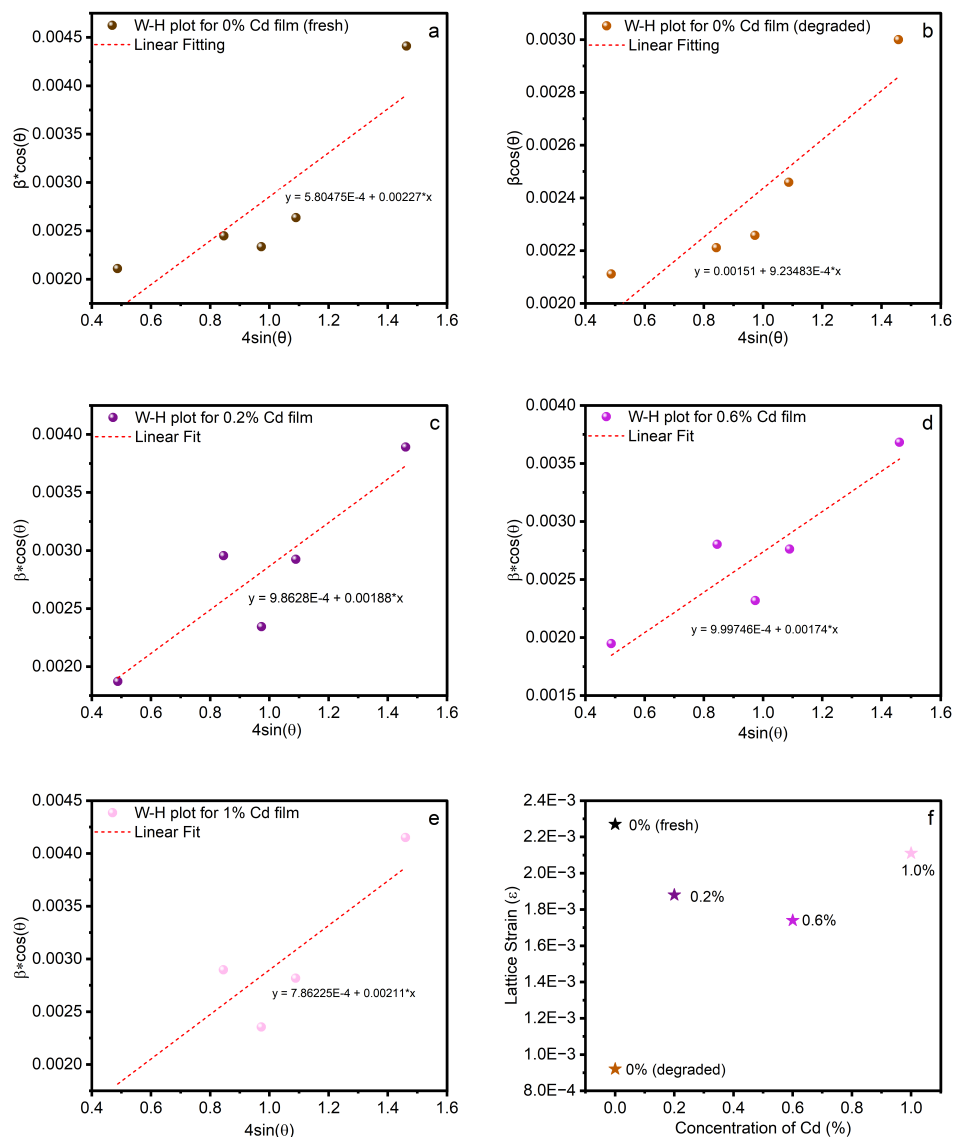 W-H plot for 0% Cd film (fresh)
Linear Fitting
a
0.0045
0.0040
0.0035
0.0030
0.0025
0.0020
β*cos(θ)
y = 5.80475E-4 + 0.00227*x
0.4 0.6 0.8 1.0 1.2 1.4 1.6
4sin(θ)
W-H plot for 0% Cd film (degraded)
Linear Fitting
b
0.0030
0.0028
0.0026
0.0024
0.0022
0.0020
βcos(θ)
y = 0.00151 + 9.23483E-4*x
0.4 0.6 0.8 1.0 1.2 1.4 1.6
4sin(θ)
W-H plot for 0.2% Cd film
Linear Fit
c
0.0040
0.0035
0.0030
0.0025
0.0020
β*cos(θ)
y = 9.8628E-4 + 0.00188*x
0.4 0.6 0.8 1.0 1.2 1.4 1.6
4sin(θ)
W-H plot for 0.6% Cd film
Linear Fit
d
0.0040
0.0035
0.0030
0.0025
0.0020
0.0015
β*cos(θ)
y = 9.99746E-4 + 0.00174*x
0.4 0.6 0.8 1.0 1.2 1.4 1.6
4sin(θ)
W-H plot for 1% Cd film
Linear Fit
e
0.0045
0.0040
0.0035
0.0030
0.0025
0.0020
β*cos(θ)
y = 7.86225E-4 + 0.00211*x
0.4 0.6 0.8 1.0 1.2 1.4 1.6
4sin(θ)
f
2.4E−3
2.2E−3
2.0E−3
1.8E−3
1.6E−3
1.4E−3
1.2E−3
1.0E−3
8.0E−4
Lattice Strain (ε)
0% (fresh)
1.0%
0.2%
0.6%
0% (degraded)
0.0 0.2 0.4 0.6 0.8 1.0
Concentration of Cd (%)